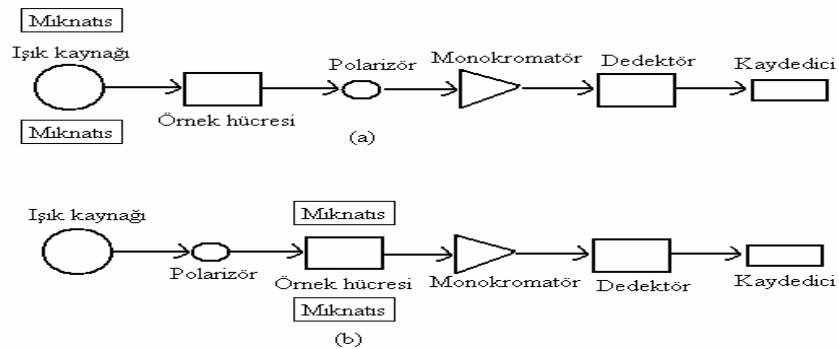 Mıknatıs
Işık kaynağı
Mıknatıs
Örnek hücresi
Polarizör
Monokromatör
Dedektör
Kaydedici
(a)
Işık kaynağı
Polarizör
Mıknatıs
Örnek hücresi
Mıknatıs
Monokromatör
Dedektör
Kaydedici
(b)